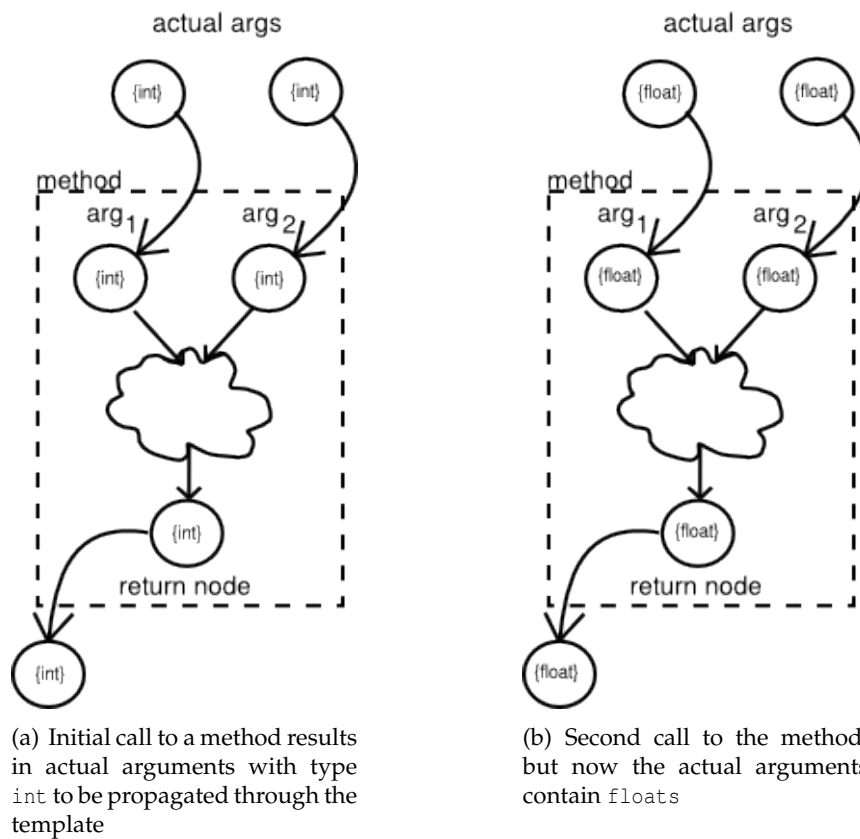 actual args
{int} {int}
method
arg1 arg2
{int} {int}
{int}
return node
{int}
(a) Initial call to a method results
in actual arguments with type
int to be propagated through the
template
actual args
{float} {float}
method
arg1 arg2
{float} {float}
{float}
return node
{float}
(b) Second call to the method
but now the actual arguments
contain floats